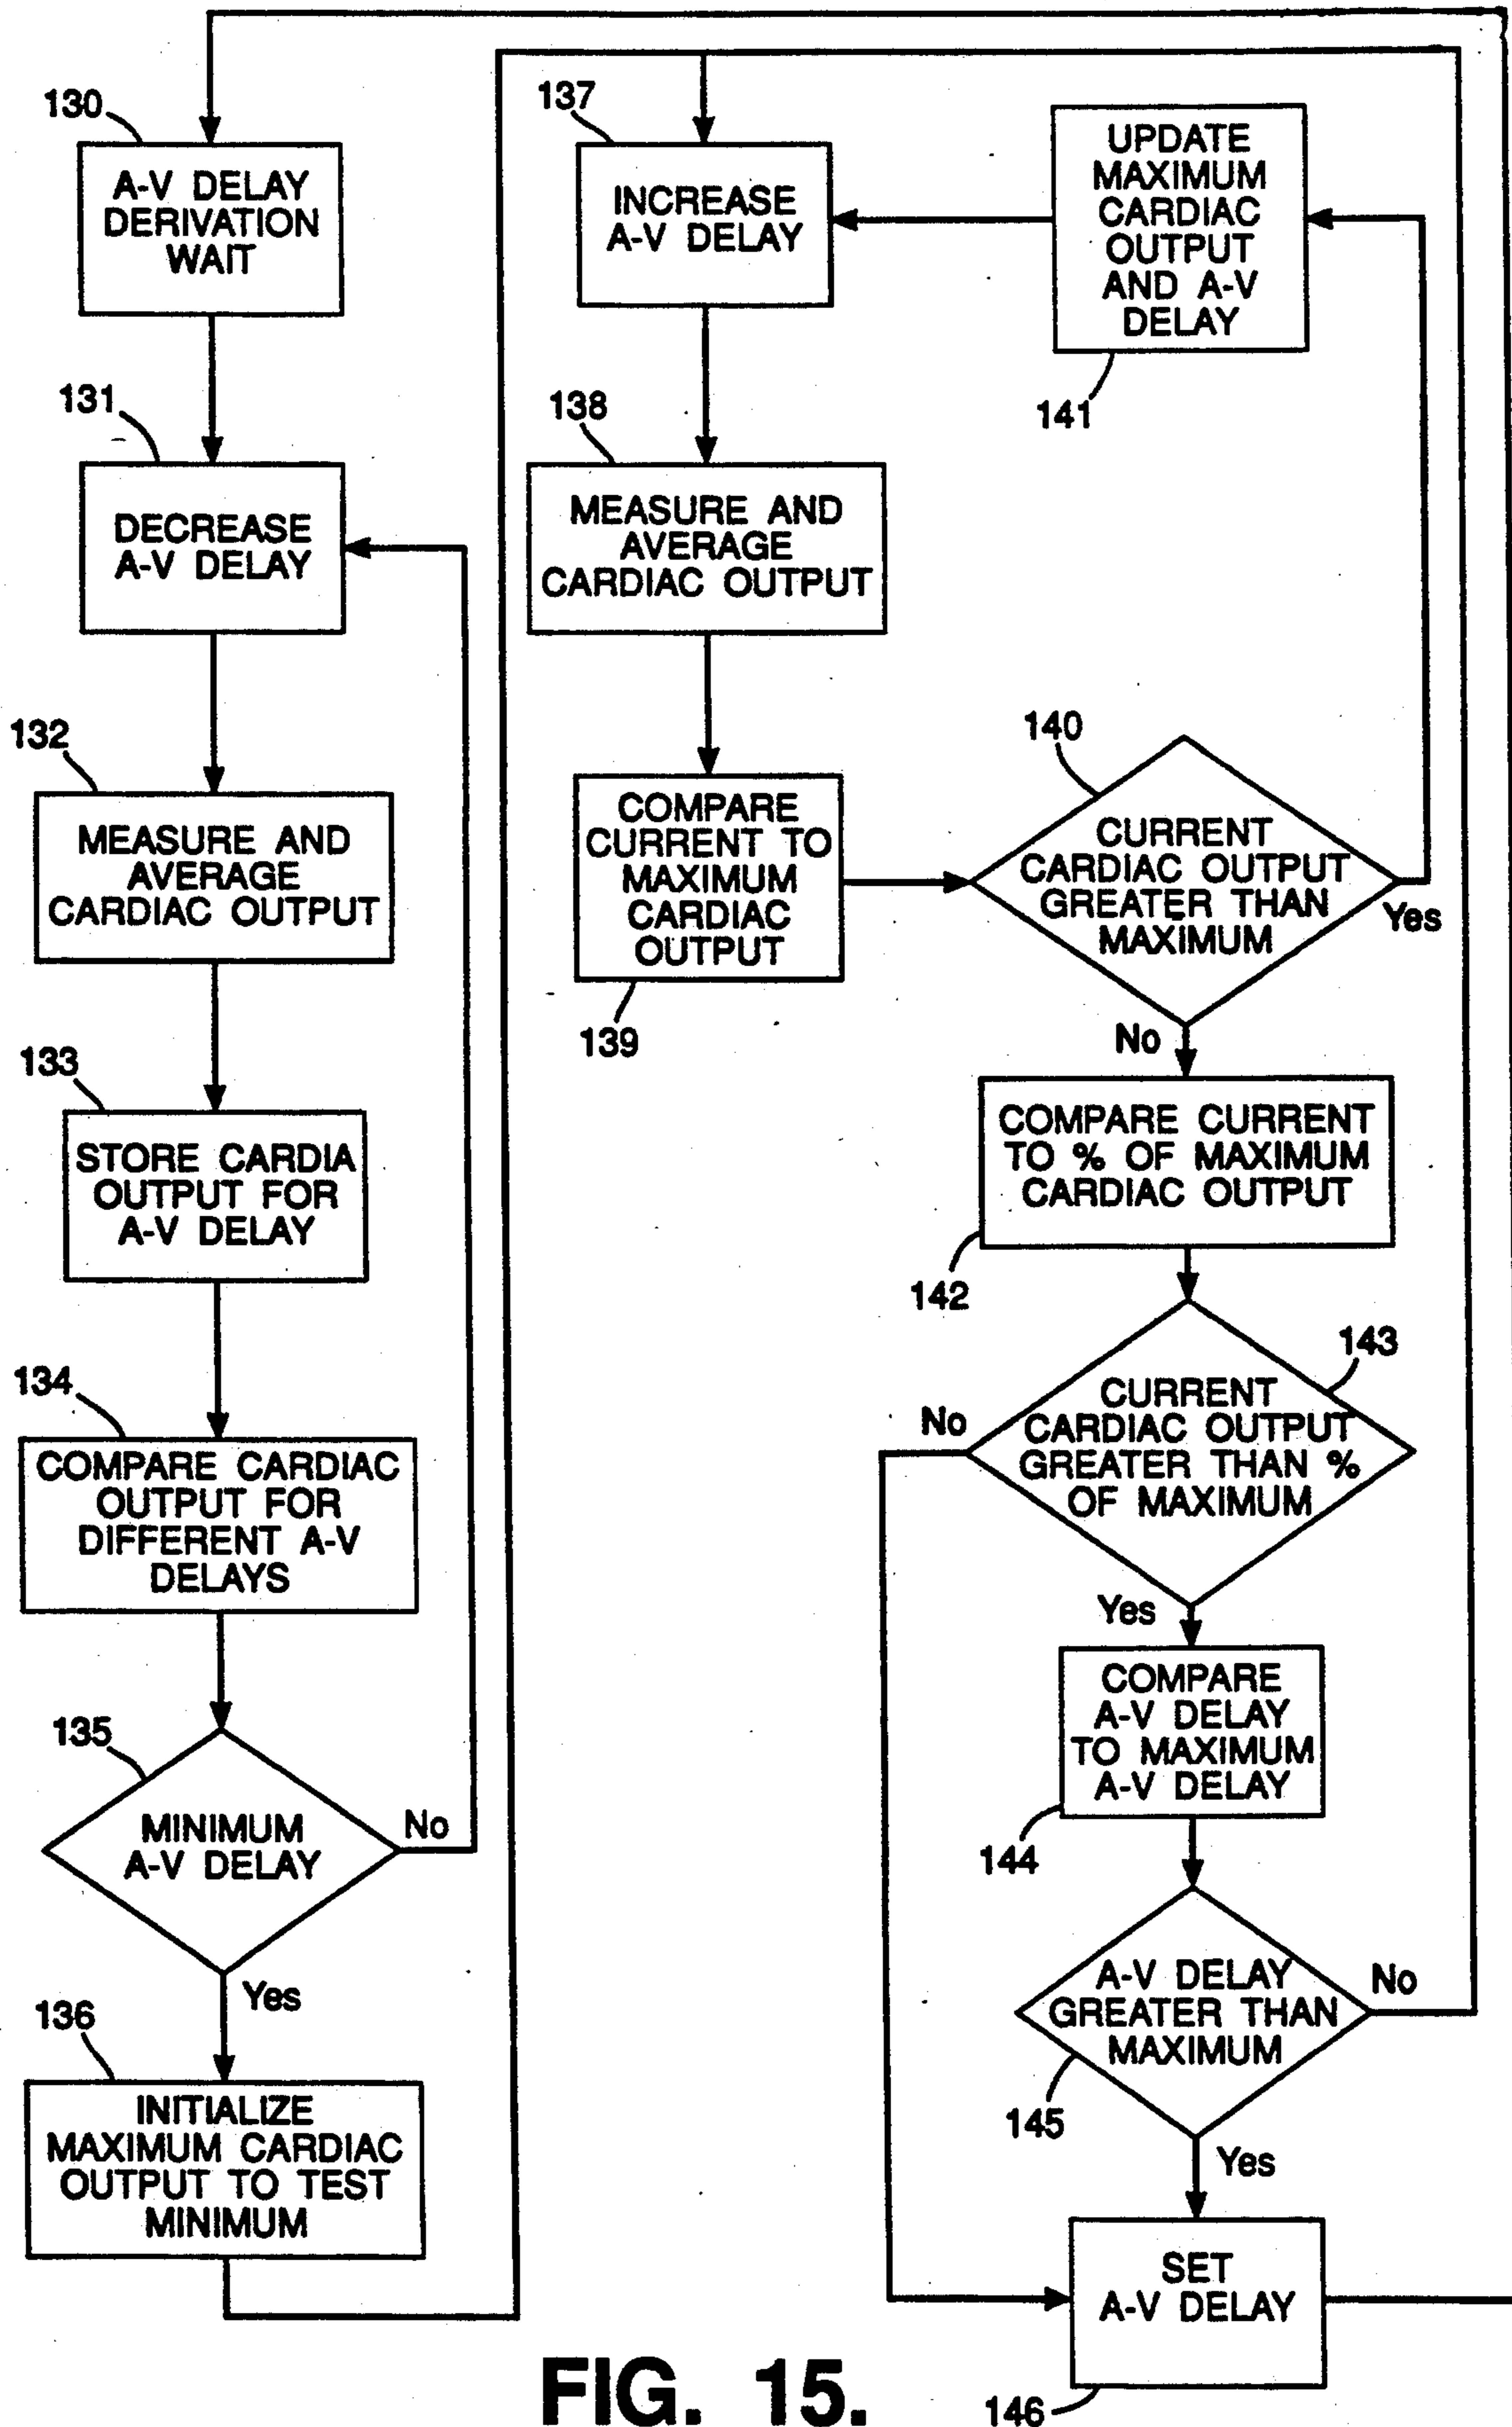 130
A-V DELAY
DERIVATION
WAIT
131
DECREASE
A-V DELAY
132
MEASURE AND
AVERAGE
CARDIAC OUTPUT
133
STORE CARDIA
OUTPUT FOR
A-V DELAY
134
COMPARE CARDIAC
OUTPUT FOR
DIFFERENT A-V
DELAYS
135
MINIMUM
A-V DELAY
No
Yes
136
INITIALIZE
MAXIMUM CARDIAC
OUTPUT TO TEST
MINIMUM
137
INCREASE
A-V DELAY
138
MEASURE AND
AVERAGE
CARDIAC OUTPUT
COMPARE
CURRENT TO
MAXIMUM
CARDIAC
OUTPUT
139
140
CURRENT
CARDIAC OUTPUT
GREATER THAN
MAXIMUM
Yes
No
UPDATE
MAXIMUM
CARDIAC
OUTPUT
AND A-V
DELAY
141
COMPARE CURRENT
TO % OF MAXIMUM
CARDIAC OUTPUT
142
143
CURRENT
CARDIAC OUTPUT
GREATER THAN %
OF MAXIMUM
No
Yes
COMPARE
A-V DELAY
TO MAXIMUM
A-V DELAY
144
A-V DELAY
GREATER THAN
MAXIMUM
No
145
Yes
SET
A-V DELAY
146
FIG. 15.